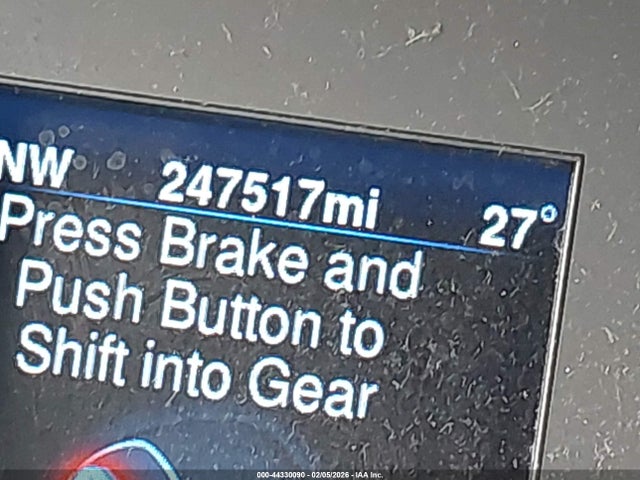 NW 247517mi 27°
Press Brake and
Push Button to
Shift into Gear
000-44330090 - 02/05/2026 - IAA Inc.